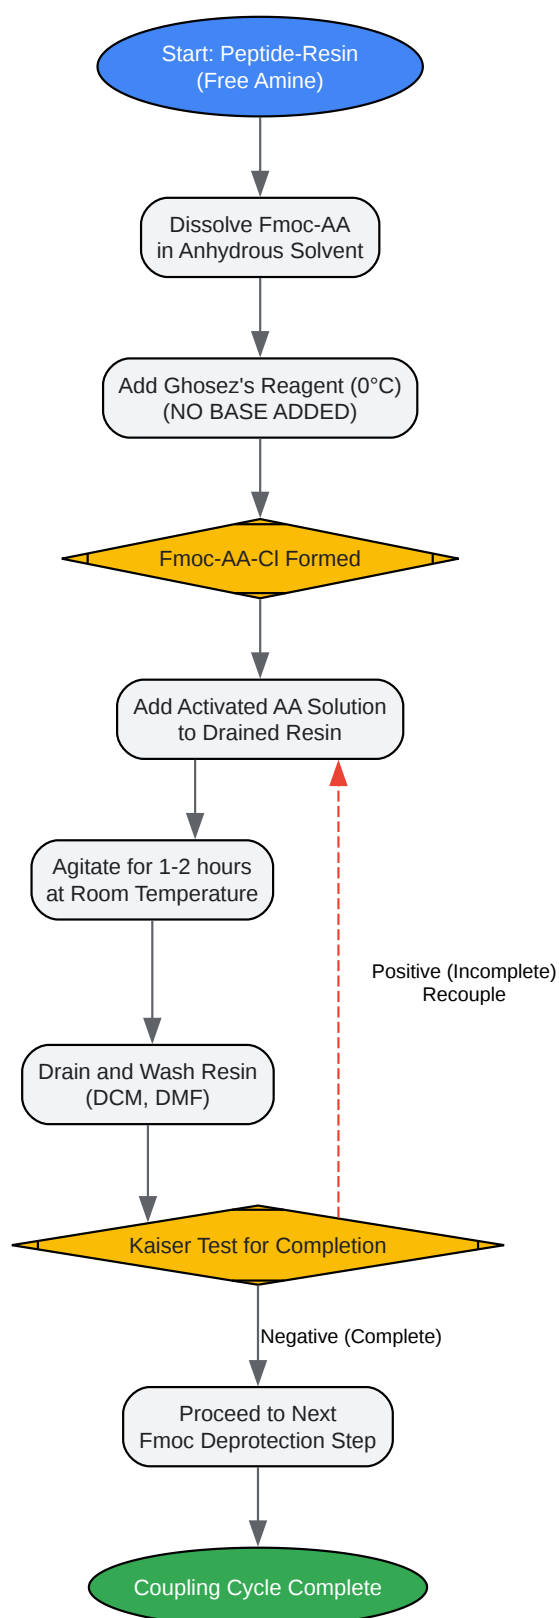 Start: Peptide-Resin
(Free Amine)
Dissolve Fmoc-AA
in Anhydrous Solvent
Add Ghosez's Reagent (0°C)
(NO BASE ADDED)
Fmoc-AA-Cl Formed
Add Activated AA Solution
to Drained Resin
Agitate for 1-2 hours
at Room Temperature
Positive (Incomplete)
Recouple
Drain and Wash Resin
(DCM, DMF)
Kaiser Test for Completion
Negative (Complete)
Proceed to Next
Fmoc Deprotection Step
Coupling Cycle Complete